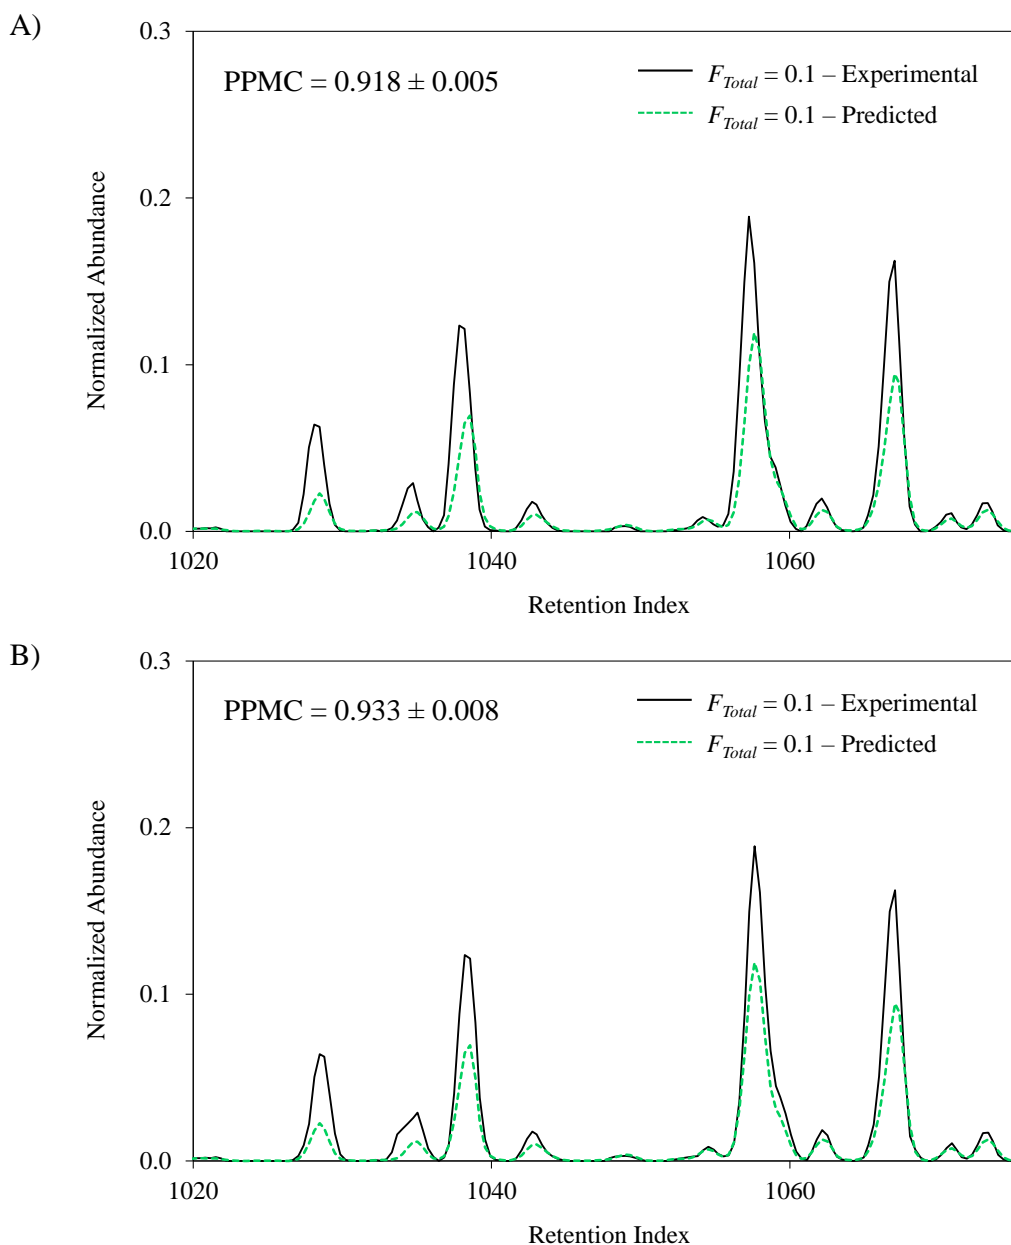 A)
0.3
PPMC = 0.918 ± 0.005
F_Total = 0.1 – Experimental
F_Total = 0.1 – Predicted
0.2
Normalized Abundance
0.1
0.0
1020 1040 1060
Retention Index
B)
0.3
PPMC = 0.933 ± 0.008
F_Total = 0.1 – Experimental
F_Total = 0.1 – Predicted
0.2
Normalized Abundance
0.1
0.0
1020 1040 1060
Retention Index